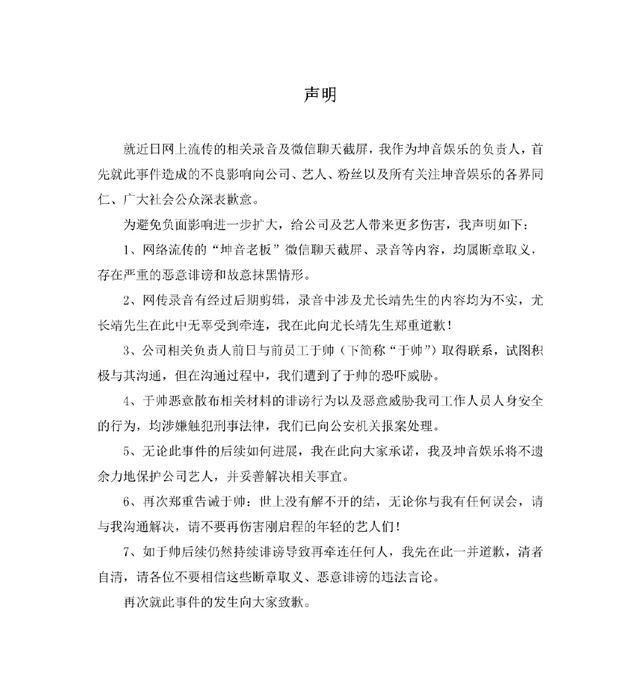 声明
就近日网上流传的相关录音及微信聊天截屏，我作为坤音娱乐的负责人，首
先就此事件造成的不良影响向公司、艺人、粉丝以及所有关注坤音娱乐的各界同
仁、广大社会公众深表歉意。
为避免负面影响进一步扩大，给公司及艺人带来更多伤害，我声明如下：
1、网络流传的“坤音老板”微信聊天截屏、录音等内容，均属断章取义，
存在严重的恶意诽谤和故意抹黑情形。
2、网传录音有经过后期剪辑，录音中涉及尤长靖先生的内容均为不实，尤
长靖先生在此中无辜受到牵连，我在此向尤长靖先生郑重道歉！
3、公司相关负责人前日与前员工于帅（下简称“于帅”）取得联系，试图积
极与其沟通，但在沟通过程中，我们遭到了于帅的恐吓威胁。
4、于帅恶意散布相关材料的诽谤行为以及恶意威胁我司工作人员人身安全
的行为，均涉嫌触犯刑事法律，我们已向公安机关报案处理。
5、无论此事件的后续如何进展，我在此向大家承诺，我及坤音娱乐将不遗
余力地保护公司艺人，并妥善解决相关事宜。
6、再次郑重告诫于帅：世上没有解不开的结，无论你与我有任何误会，请
与我沟通解决，请不要再伤害刚启程的年轻的艺人们！
7、如于帅后续仍然持续诽谤导致再牵连任何人，我先在此一并道歉，清者
自清，请各位不要相信这些断章取义、恶意诽谤的违法言论。
再次就此事件的发生向大家致歉。